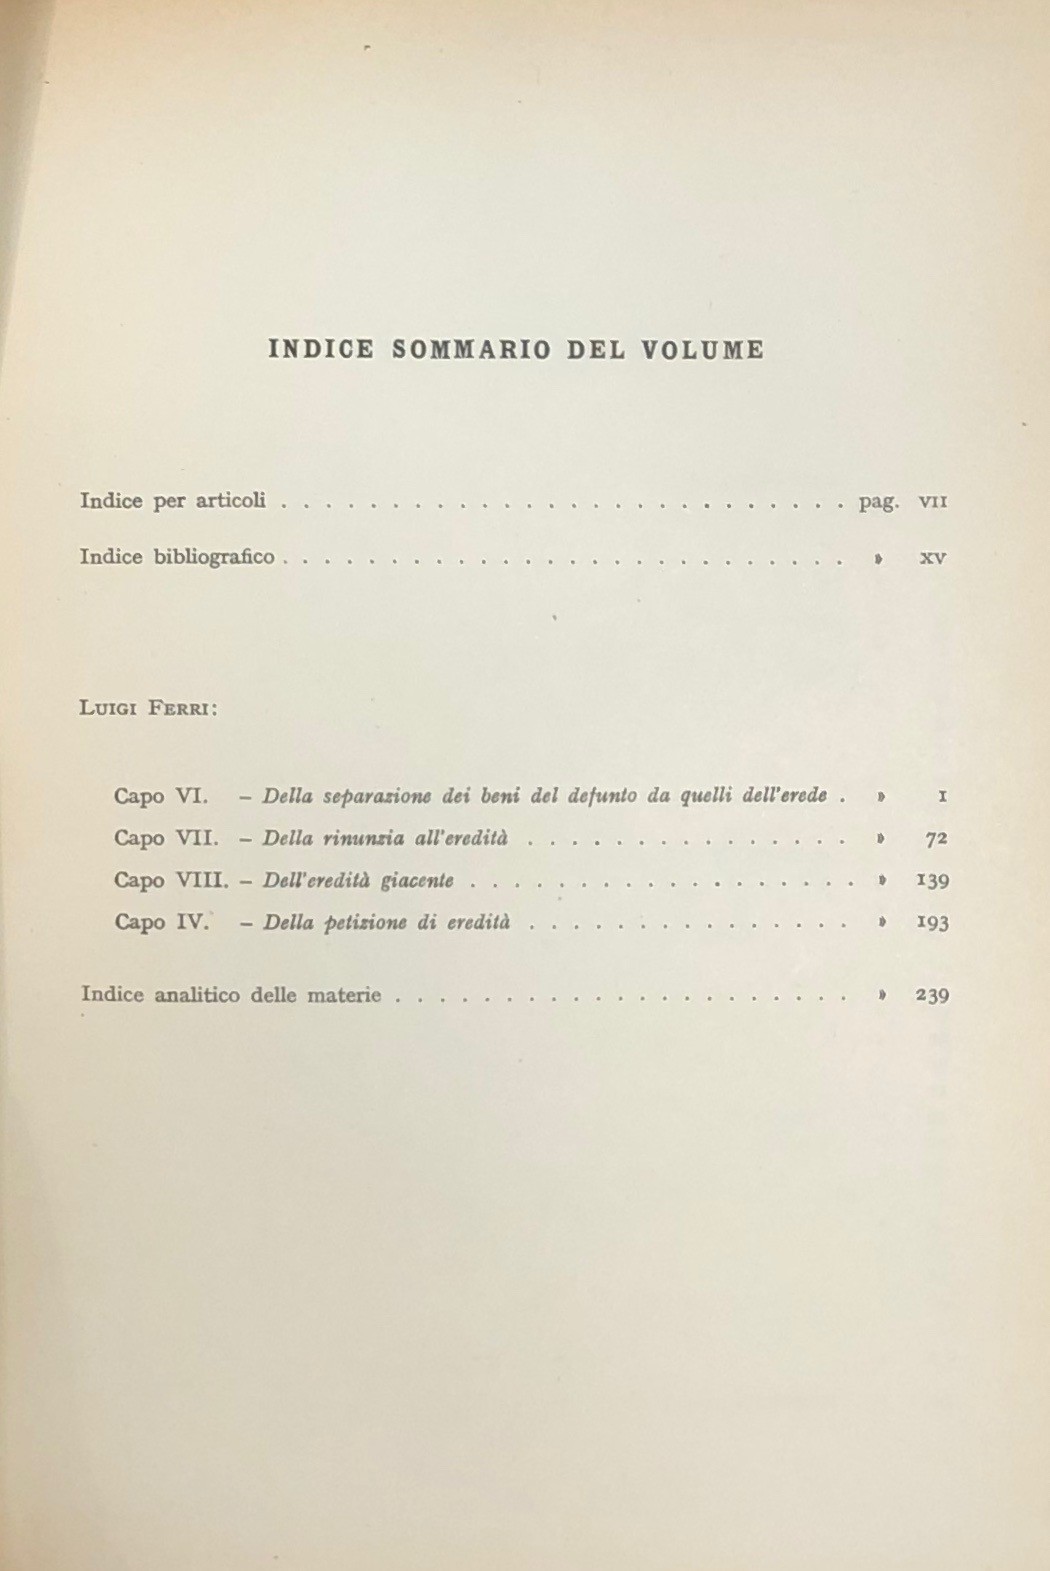 INDICE SOMMARIO DEL VOLUME
Indice per articoli . . . . . . . . . . . . . . . . . . . . . . . . . . pag. VII
Indice bibliografico . . . . . . . . . . . . . . . . . . . . . . . . . . » XV
LUIGI FERRI:
Capo VI. – Della separazione dei beni del defunto da quelli dell'erede . » 1
Capo VII. – Della rinunzia all'eredità . . . . . . . . . . . . . . . » 72
Capo VIII. – Dell'eredità giacente . . . . . . . . . . . . . . . . . . » 139
Capo IV. – Della petizione di eredità . . . . . . . . . . . . . . . » 193
Indice analitico delle materie . . . . . . . . . . . . . . . . . . . . . » 239